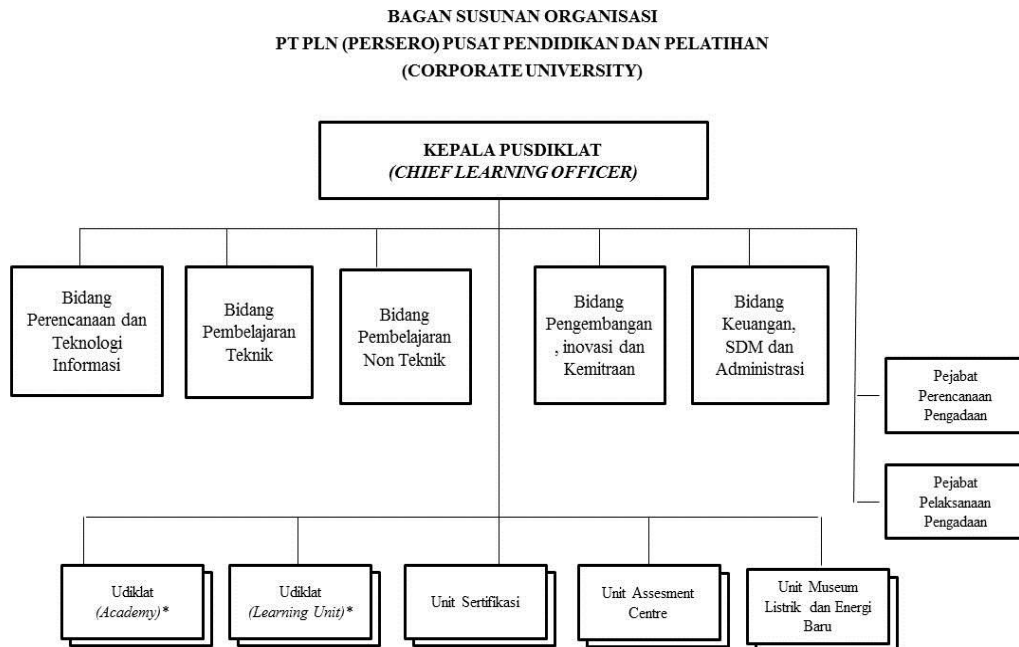 BAGAN SUSUNAN ORGANISASI
PT PLN (PERSERO) PUSAT PENDIDIKAN DAN PELATIHAN
(CORPORATE UNIVERSITY)
KEPALA PUSDIKLAT
(CHIEF LEARNING OFFICER)
Bidang
Perencanaan dan
Teknologi
Informasi
Bidang
Pembelajaran
Teknik
Bidang
Pembelajaran
Non Teknik
Bidang
Pengembangan
, inovasi dan
Kemitraan
Bidang
Keuangan,
SDM dan
Administrasi
Pejabat
Perencanaan
Pengadaan
Pejabat
Pelaksanaan
Pengadaan
Udiklat
(Academy)*
Udiklat
(Learning Unit)*
Unit Sertifikasi
Unit Assesment
Centre
Unit Museum
Listrik dan Energi
Baru